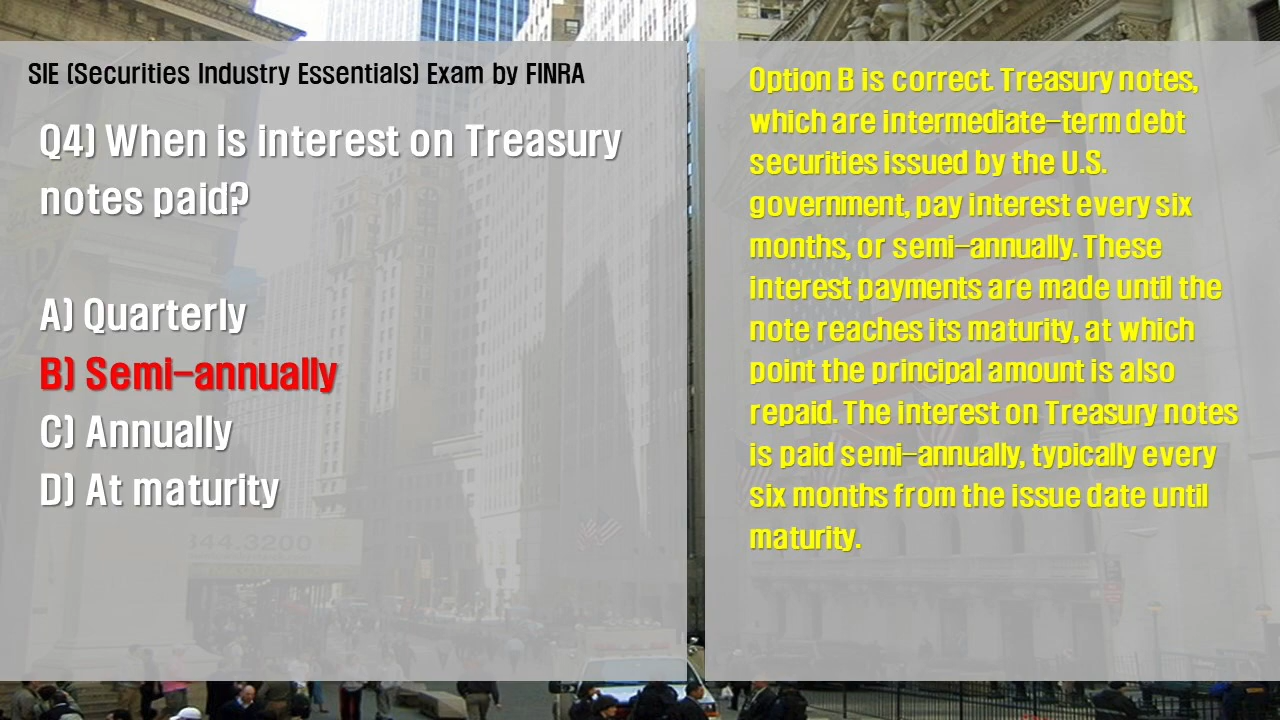 SIE (Securities Industry Essentials) Exam by FINRA
Q4) When is interest on Treasury
notes paid?
A) Quarterly
B) Semi-annually
C) Annually
D) At maturity
344.3200
Option B is correct. Treasury notes,
which are intermediate-term debt
securities issued by the U.S.
government, pay interest every six
months, or semi-annually. These
interest payments are made until the
note reaches its maturity, at which
point the principal amount is also
repaid. The interest on Treasury notes
is paid semi-annually, typically every
six months from the issue date until
maturity.